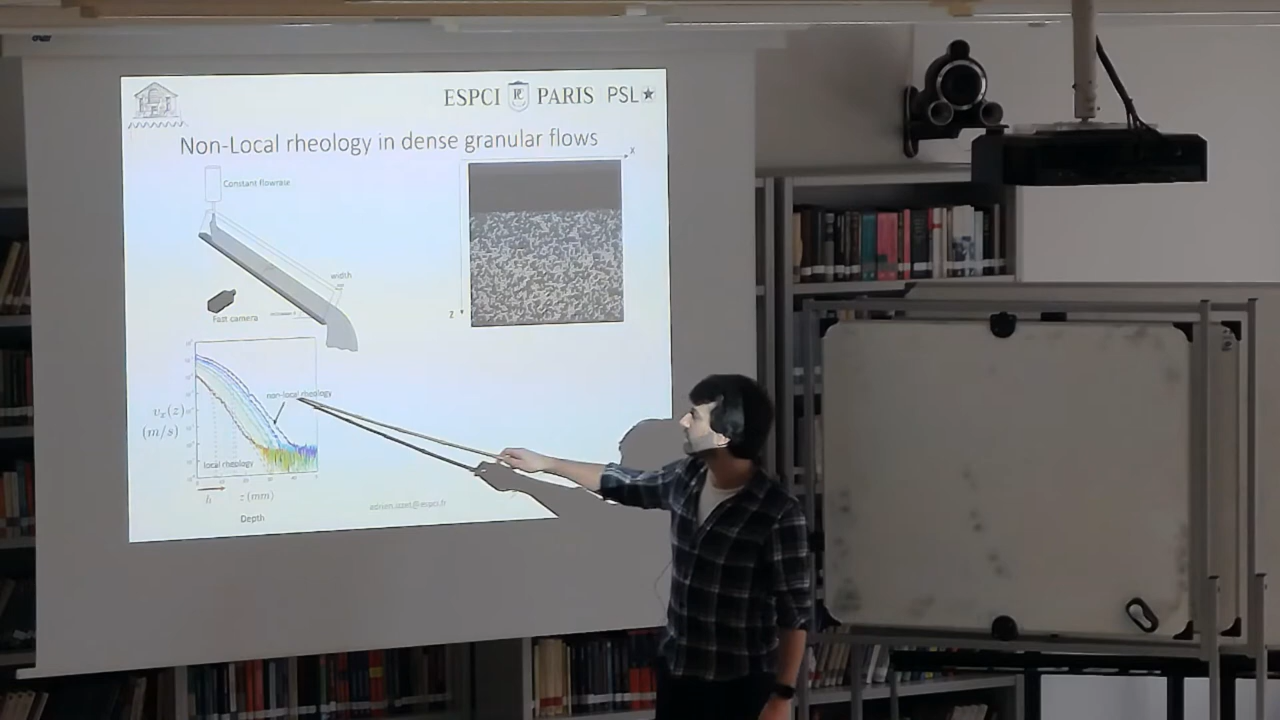 ESPCI PARIS PSL
Non-Local rheology in dense granular flows
Constant flowrate
x
width
Fast camera
z
non-local rheology
v_x(z)
(m/s)
local rheology
h
z (mm)
Depth